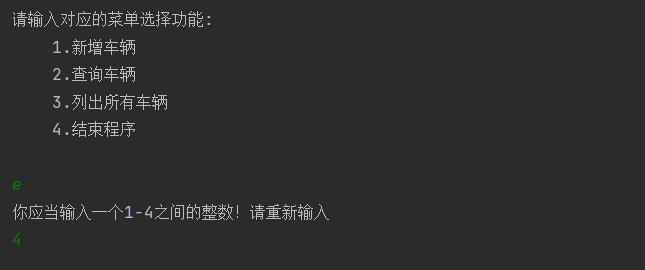 请输入对应的菜单选择功能:
1.新增车辆
2.查询车辆
3.列出所有车辆
4.结束程序
e
你应当输入一个1-4之间的整数! 请重新输入
4